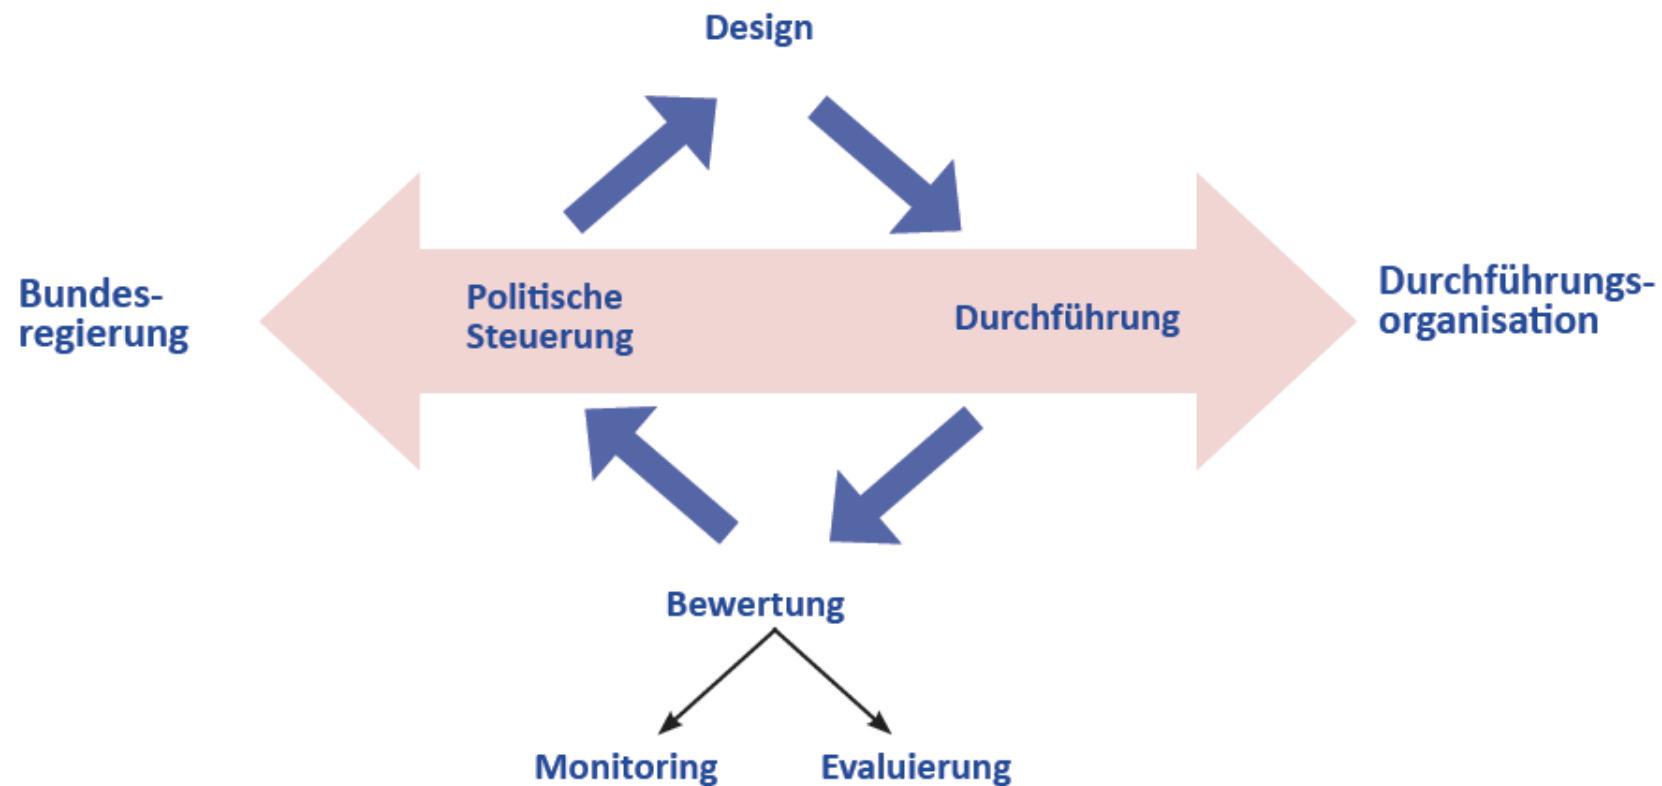 Design
Bundes-
regierung
Politische
Steuerung
Durchführung
Durchführungs-
organisation
Bewertung
Monitoring
Evaluierung